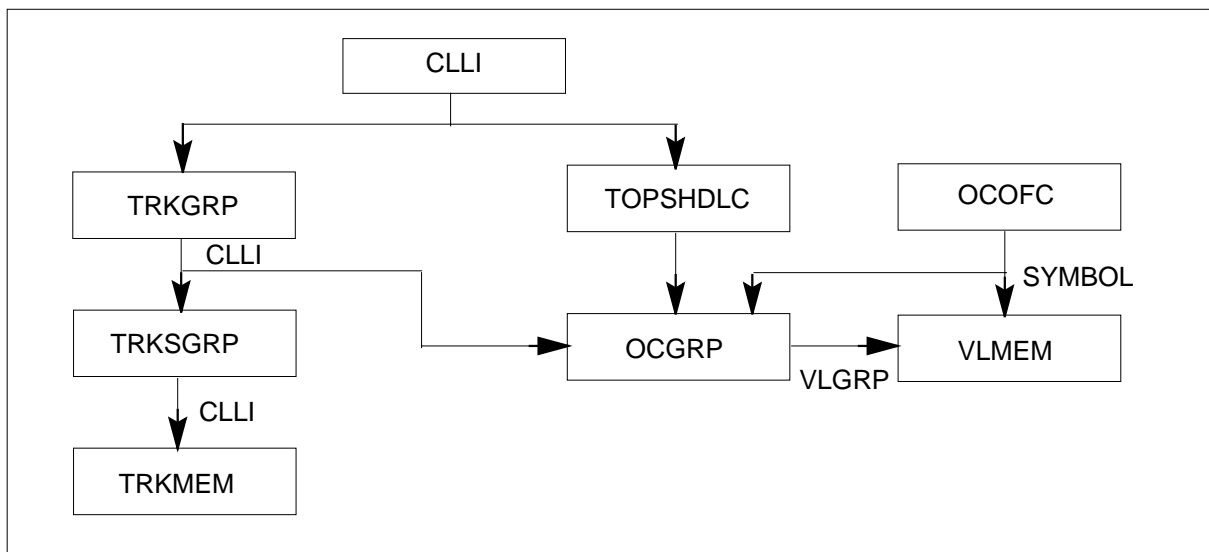 CLLI
TRKGRP
TOPSHDLC
OCOFC
CLLI
SYMBOL
TRKSGRP
OCGRP
VLMEM
VLGRP
CLLI
TRKMEM